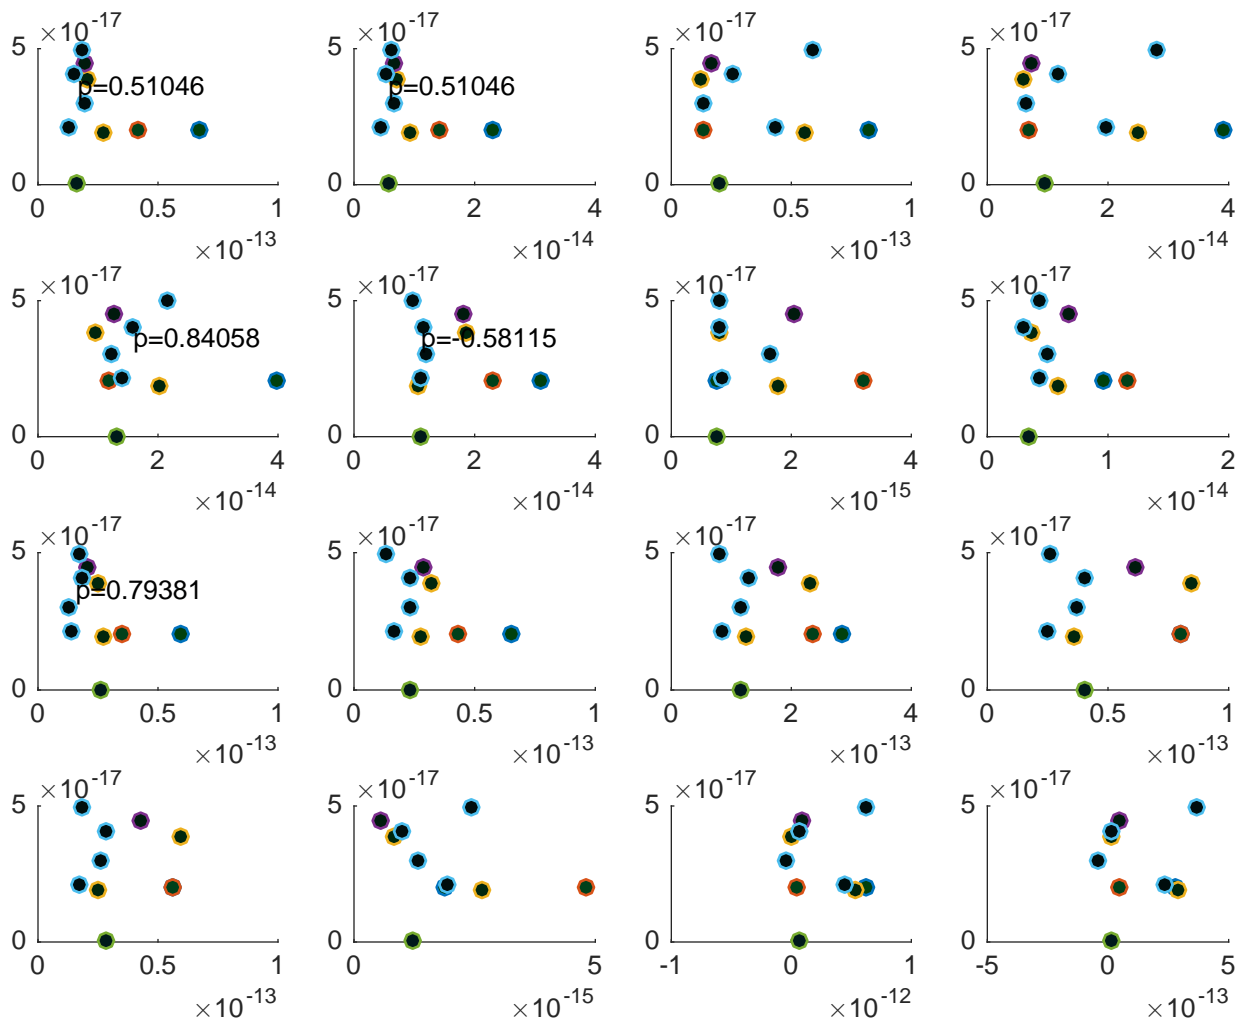 ×10^-17 ×10^-17 ×10^-17 ×10^-17
5 5 5 5
p=0.51046 p=0.51046
0 0 0 0
0 0.5 1 0 2 4 0 0.5 1 0 2 4
×10^-13 ×10^-14 ×10^-13 ×10^-14
×10^-17 ×10^-17 ×10^-17 ×10^-17
5 5 5 5
p=0.84058 p=-0.58115
0 0 0 0
0 2 4 0 2 4 0 2 4 0 1 2
×10^-14 ×10^-14 ×10^-15 ×10^-14
×10^-17 ×10^-17 ×10^-17 ×10^-17
5 5 5 5
p=0.79381
0 0 0 0
0 0.5 1 0 0.5 1 0 2 4 0 0.5 1
×10^-13 ×10^-13 ×10^-13 ×10^-13
×10^-17 ×10^-17 ×10^-17 ×10^-17
5 5 5 5
0 0 0 0
0 0.5 1 0 5 -1 0 1 -5 0 5
×10^-13 ×10^-15 ×10^-12 ×10^-13